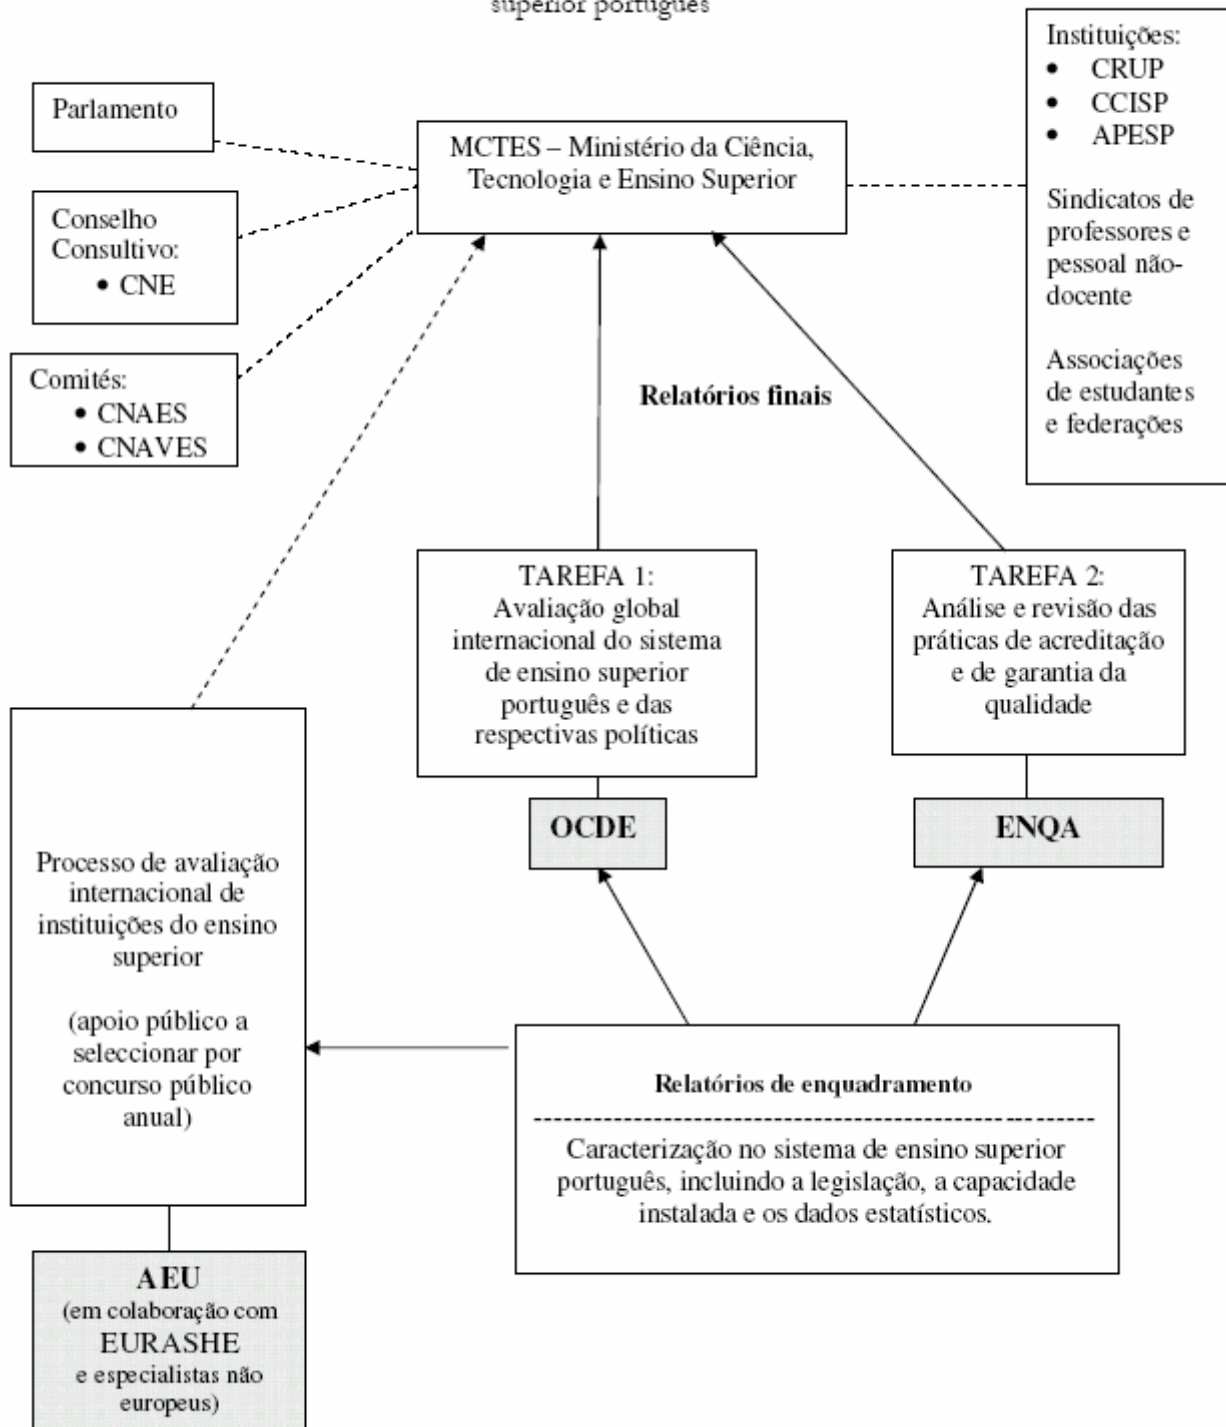 superior português
Parlamento
Conselho
Consultivo:
• CNE
Comités:
• CNAES
• CNAVES
MCTES – Ministério da Ciência,
Tecnologia e Ensino Superior
Instituições:
• CRUP
• CCISP
• APESP
Sindicatos de
professores e
pessoal não-
docente
Associações
de estudantes
e federações
Relatórios finais
TAREFA 1:
Avaliação global
internacional do sistema
de ensino superior
português e das
respectivas políticas
OCDE
TAREFA 2:
Análise e revisão das
práticas de acreditação
e de garantia da
qualidade
ENQA
Processo de avaliação
internacional de
instituições do ensino
superior
(apoio público a
seleccionar por
concurso público
anual)
AEU
(em colaboração com
EURASHE
e especialistas não
europeus)
Relatórios de enquadramento
Caracterização no sistema de ensino superior
português, incluindo a legislação, a capacidade
instalada e os dados estatísticos.